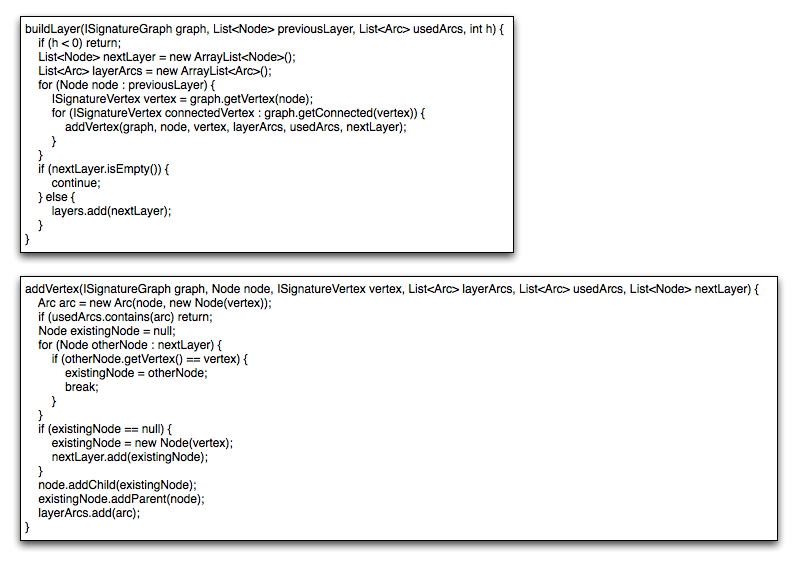 buildLayer(ISignatureGraph graph, List<Node> previousLayer, List<Arc> usedArcs, int h) {
    if (h < 0) return;
    List<Node> nextLayer = new ArrayList<Node>();
    List<Arc> layerArcs = new ArrayList<Arc>();
    for (Node node : previousLayer) {
        ISignatureVertex vertex = graph.getVertex(node);
        for (ISignatureVertex connectedVertex : graph.getConnected(vertex)) {
            addVertex(graph, node, vertex, layerArcs, usedArcs, nextLayer);
        }
    }
    if (nextLayer.isEmpty()) {
        continue;
    } else {
        layers.add(nextLayer);
    }
}
addVertex(ISignatureGraph graph, Node node, ISignatureVertex vertex, List<Arc> layerArcs, List<Arc> usedArcs, List<Node> nextLayer) {
    Arc arc = new Arc(node, new Node(vertex));
    if (usedArcs.contains(arc) return;
    Node existingNode = null;
    for (Node otherNode : nextLayer) {
        if (otherNode.getVertex() == vertex) {
            existingNode = otherNode;
            break;
        }
    }
    if (existingNode == null) {
        existingNode = new Node(vertex);
        nextLayer.add(existingNode);
    }
    node.addChild(existingNode);
    existingNode.addParent(node);
    layerArcs.add(arc);
}